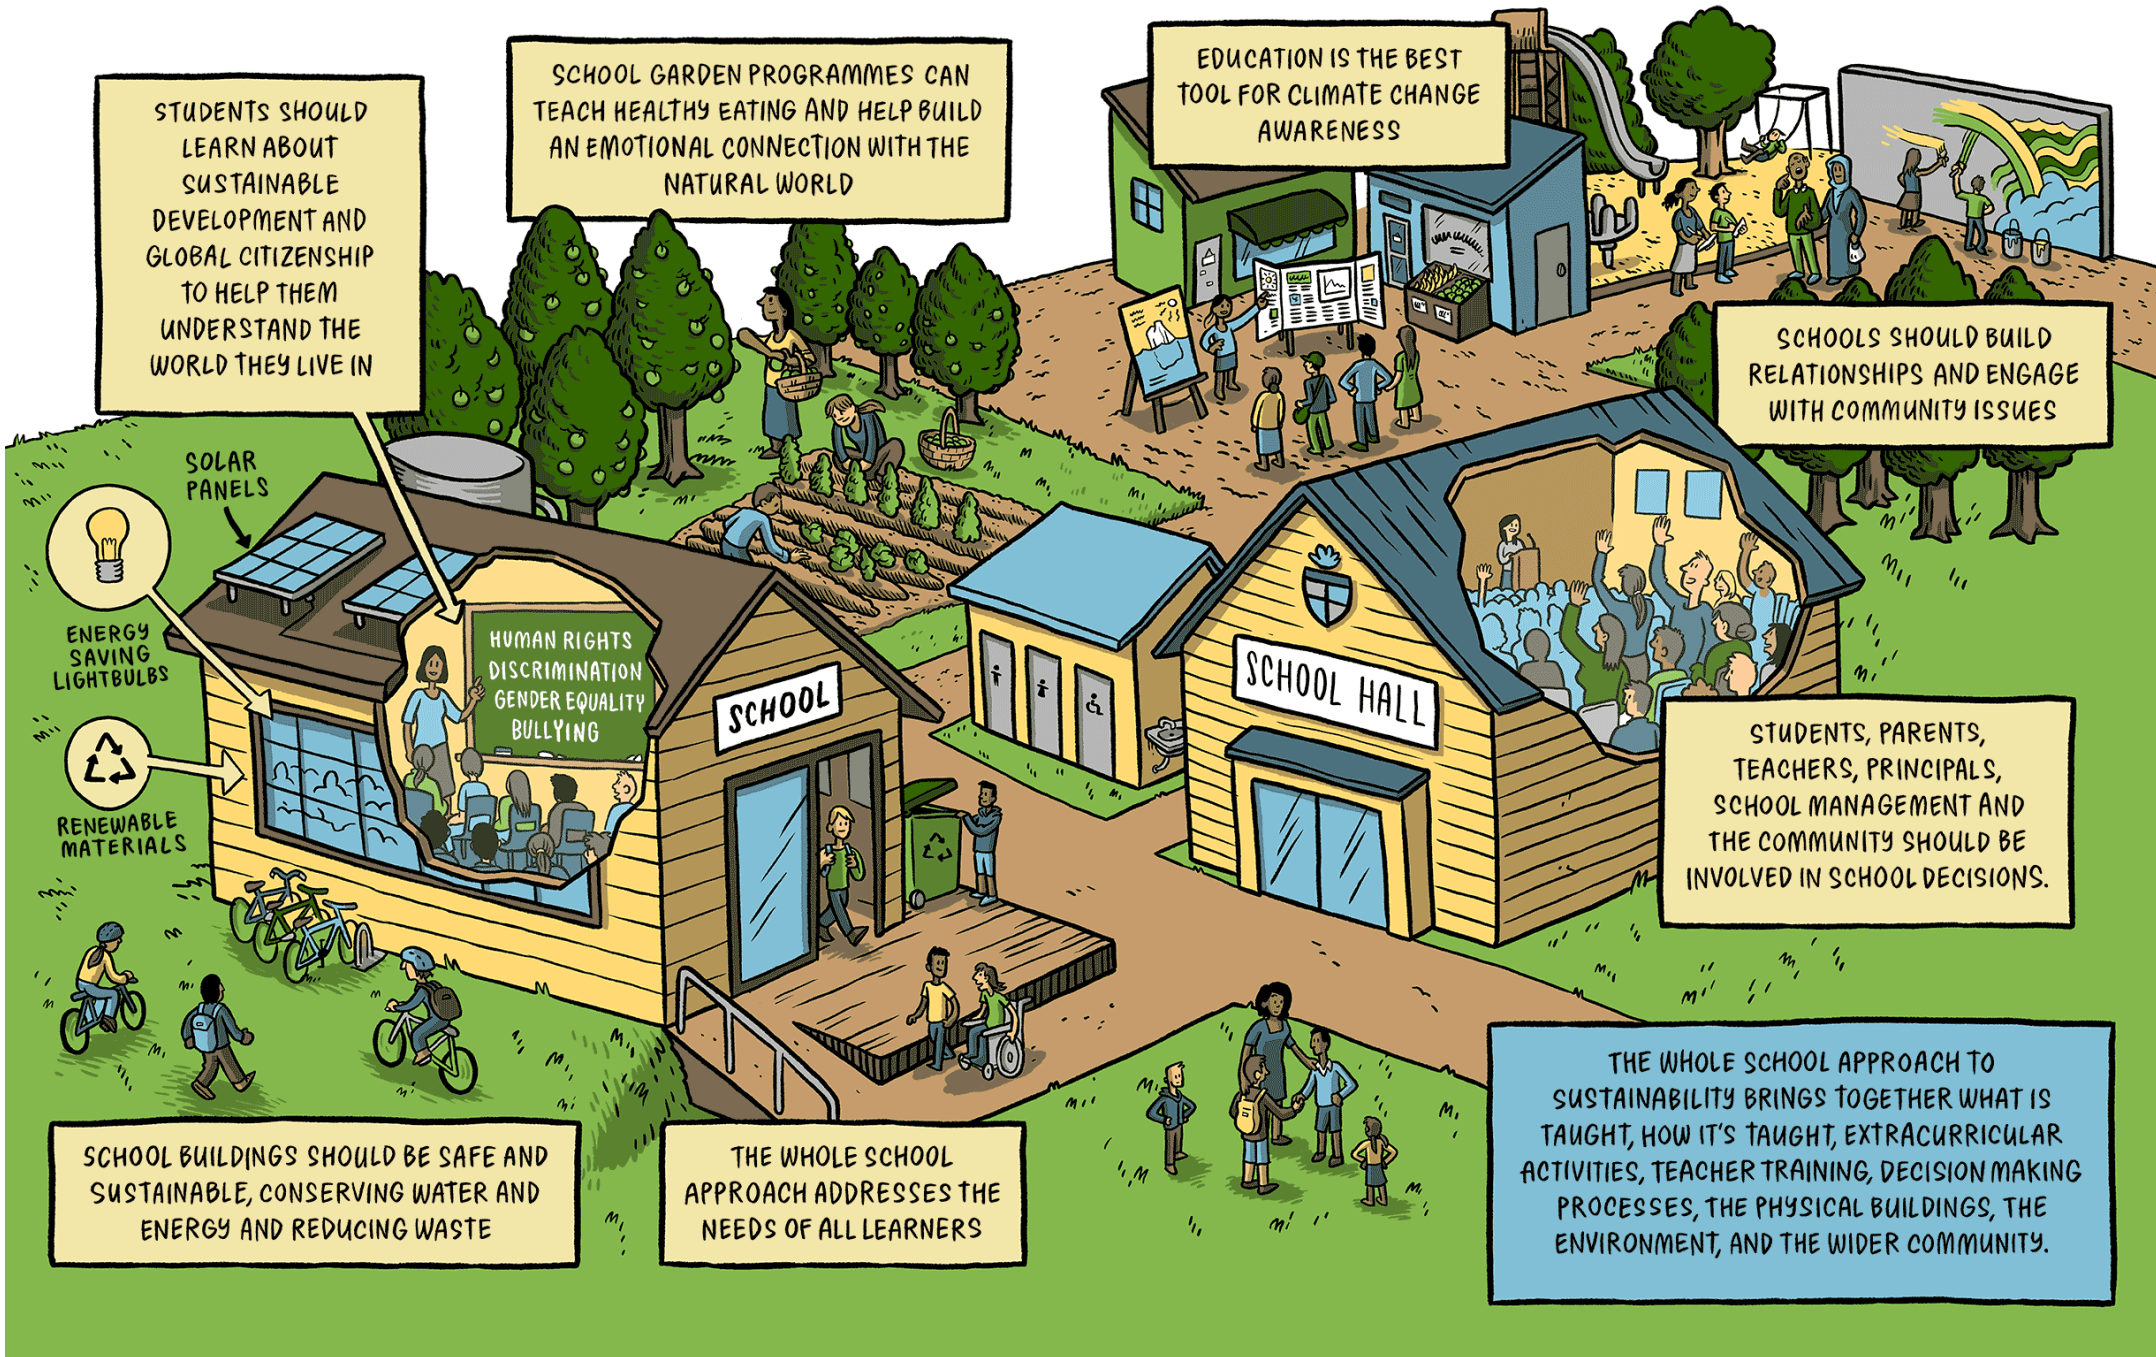 STUDENTS SHOULD
LEARN ABOUT
SUSTAINABLE
DEVELOPMENT AND
GLOBAL CITIZENSHIP
TO HELP THEM
UNDERSTAND THE
WORLD THEY LIVE IN
SCHOOL GARDEN PROGRAMMES CAN
TEACH HEALTHY EATING AND HELP BUILD
AN EMOTIONAL CONNECTION WITH THE
NATURAL WORLD
EDUCATION IS THE BEST
TOOL FOR CLIMATE CHANGE
AWARENESS
SCHOOLS SHOULD BUILD
RELATIONSHIPS AND ENGAGE
WITH COMMUNITY ISSUES
SOLAR
PANELS
ENERGY
SAVING
LIGHTBULBS
RENEWABLE
MATERIALS
HUMAN RIGHTS
DISCRIMINATION
GENDER EQUALITY
BULLYING
SCHOOL
SCHOOL HALL
STUDENTS, PARENTS,
TEACHERS, PRINCIPALS,
SCHOOL MANAGEMENT AND
THE COMMUNITY SHOULD BE
INVOLVED IN SCHOOL DECISIONS.
SCHOOL BUILDINGS SHOULD BE SAFE AND
SUSTAINABLE, CONSERVING WATER AND
ENERGY AND REDUCING WASTE
THE WHOLE SCHOOL
APPROACH ADDRESSES THE
NEEDS OF ALL LEARNERS
THE WHOLE SCHOOL APPROACH TO
SUSTAINABILITY BRINGS TOGETHER WHAT IS
TAUGHT, HOW IT'S TAUGHT, EXTRACURRICULAR
ACTIVITIES, TEACHER TRAINING, DECISION MAKING
PROCESSES, THE PHYSICAL BUILDINGS, THE
ENVIRONMENT, AND THE WIDER COMMUNITY.